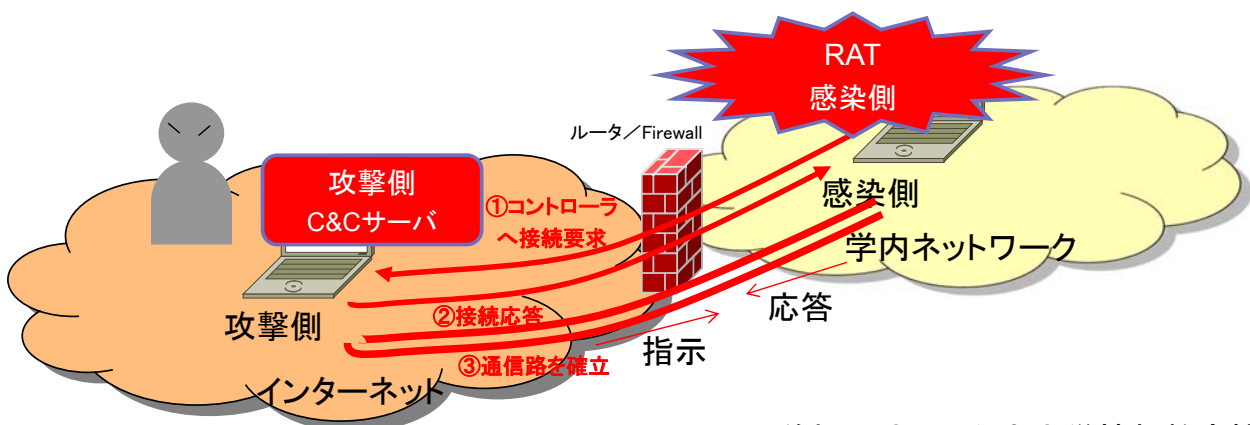 RAT
感染側
ルータ／Firewall
攻撃側
C&Cサーバ
①コントローラ
へ接続要求
感染側
学内ネットワーク
②接続応答
応答
攻撃側
指示
③通信路を確立
インターネット